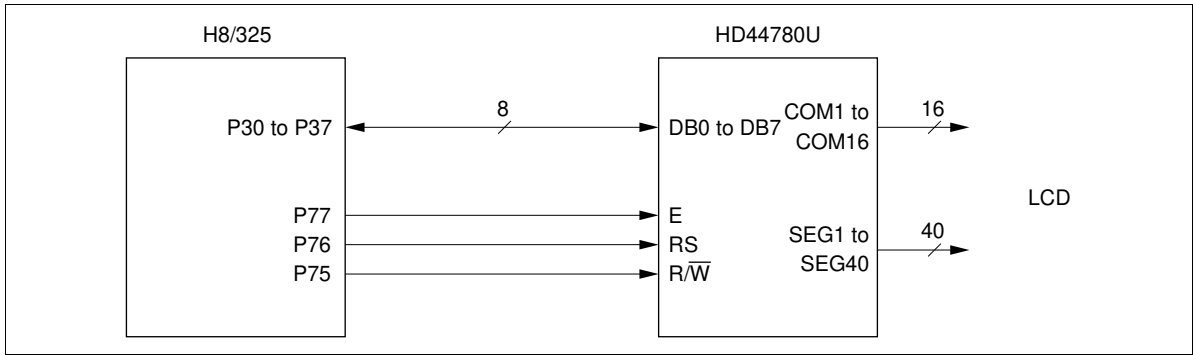 H8/325
HD44780U
P30 to P37
8
DB0 to DB7
COM1 to
COM16
16
P77
E
P76
RS
P75
R/W̅
SEG1 to
SEG40
40
LCD